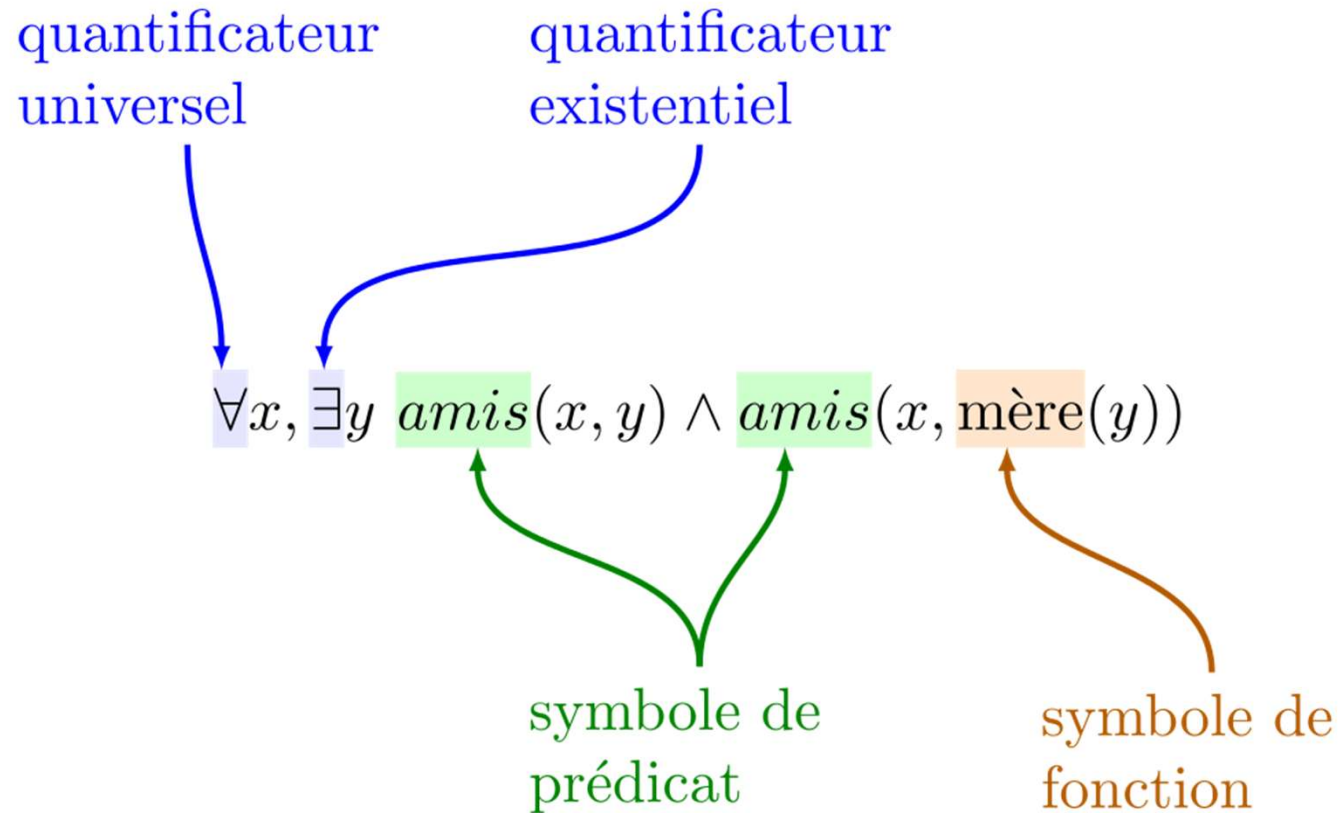 quantificateur
universel
quantificateur
existentiel
∀x, ∃y amis(x, y) ∧ amis(x, mère(y))
symbole de
prédicat
symbole de
fonction